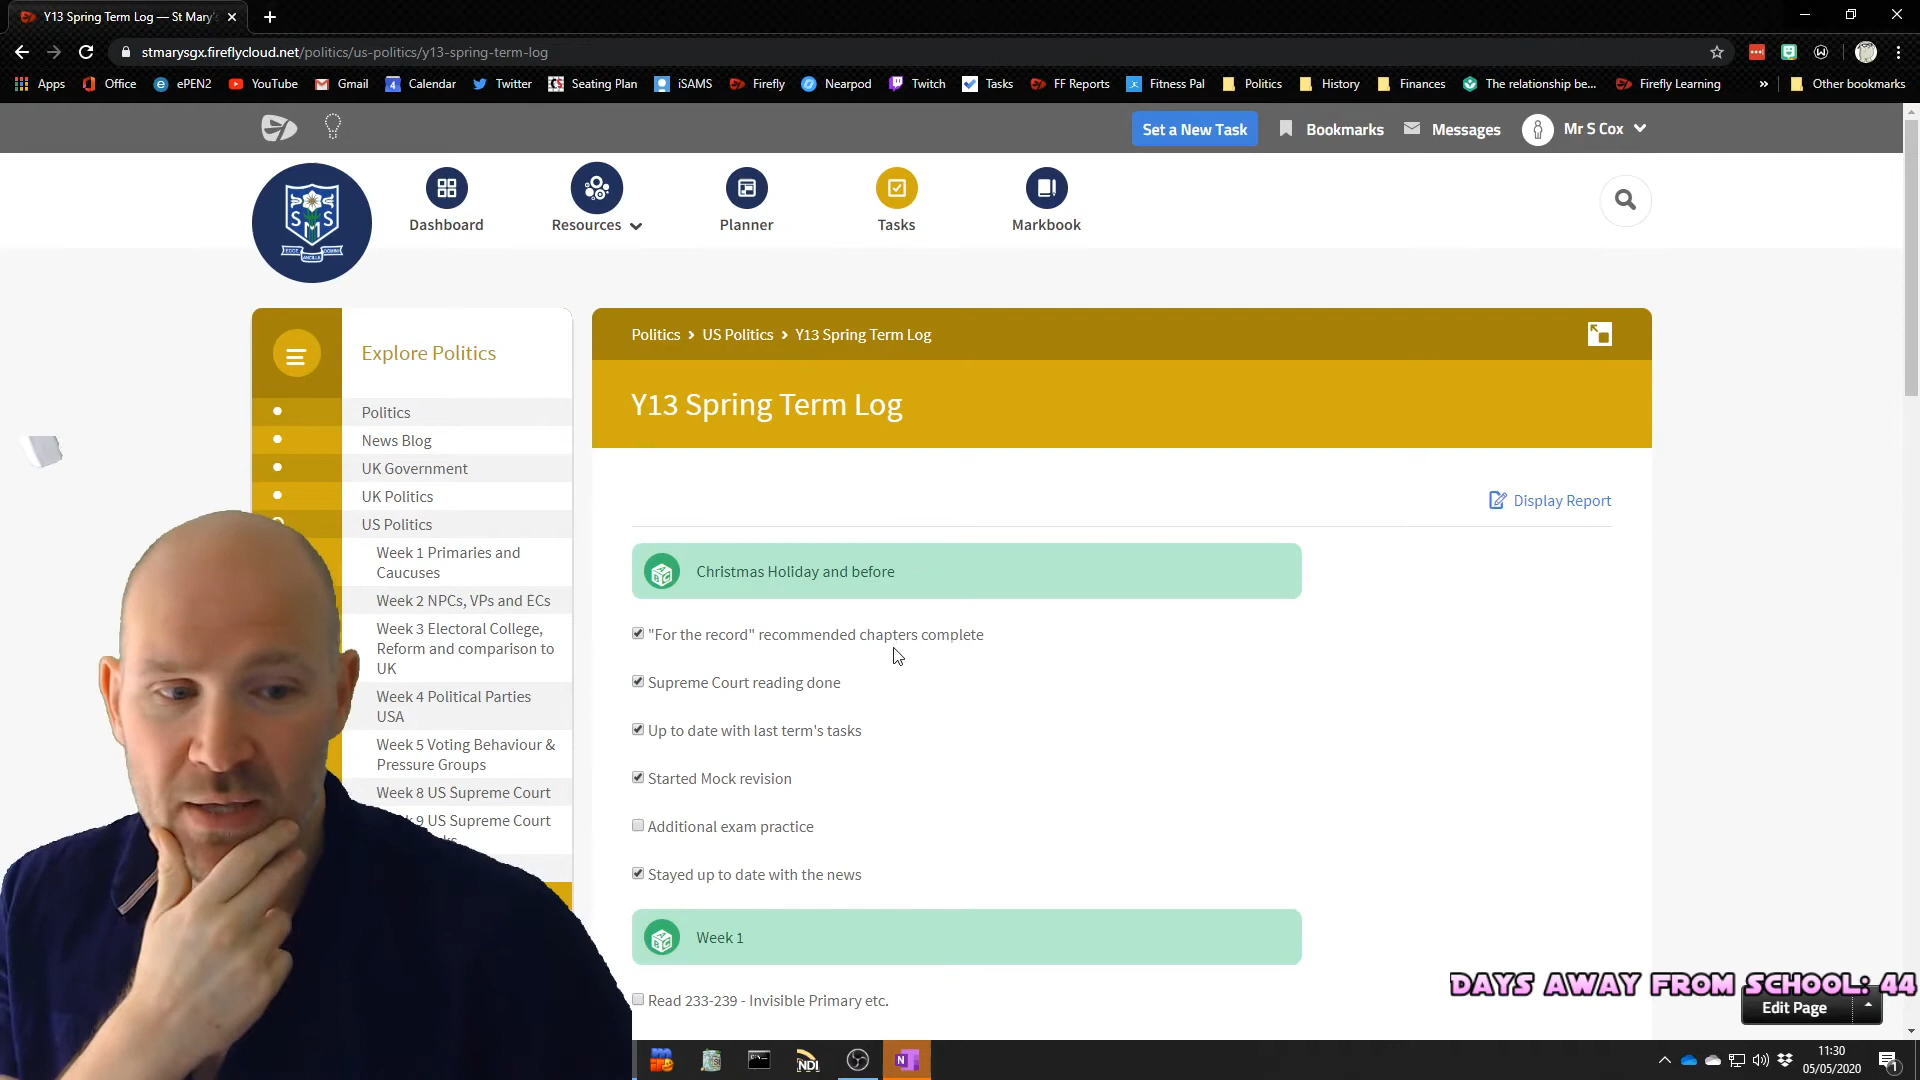 Y13 Spring Term Log — St Mary's
stmarysgx.fireflycloud.net/politics/us-politics/y13-spring-term-log
Apps Office ePEN2 YouTube Gmail Calendar Twitter Seating Plan iSAMS Firefly Nearpod Twitch Tasks FF Reports Fitness Pal Politics History Finances The relationship be... Firefly Learning » Other bookmarks
Set a New Task Bookmarks Messages Mr S Cox
S M S
Dashboard Resources Planner Tasks Markbook
Explore Politics
Politics
News Blog
UK Government
UK Politics
US Politics
Week 1 Primaries and
Caucuses
Week 2 NPCs, VPs and ECs
Week 3 Electoral College,
Reform and comparison to
UK
Week 4 Political Parties
USA
Week 5 Voting Behaviour &
Pressure Groups
Week 8 US Supreme Court
9 US Supreme Court
Politics › US Politics › Y13 Spring Term Log
Y13 Spring Term Log
Display Report
Christmas Holiday and before
"For the record" recommended chapters complete
Supreme Court reading done
Up to date with last term's tasks
Started Mock revision
Additional exam practice
Stayed up to date with the news
Week 1
Read 233-239 - Invisible Primary etc.
DAYS AWAY FROM SCHOOL: 44
Edit Page
NDI
N
11:30
05/05/2020
1